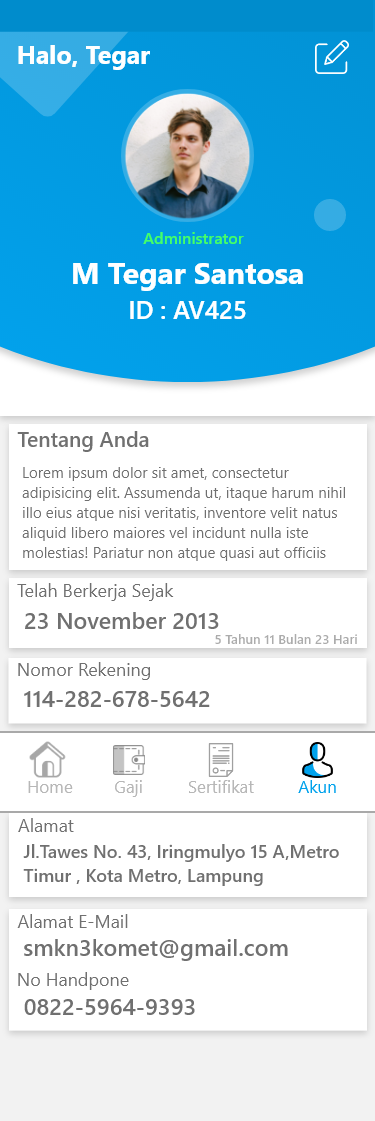 Halo, Tegar
Administrator
M Tegar Santosa
ID : AV425
Tentang Anda
Lorem ipsum dolor sit amet, consectetur
adipisicing elit. Assumenda ut, itaque harum nihil
illo eius atque nisi veritatis, inventore velit natus
aliquid libero maiores vel incidunt nulla iste
molestias! Pariatur non atque quasi aut officiis
Telah Berkerja Sejak
23 November 2013
5 Tahun 11 Bulan 23 Hari
Nomor Rekening
114-282-678-5642
Home Gaji Sertifikat Akun
Alamat
Jl.Tawes No. 43, Iringmulyo 15 A,Metro
Timur , Kota Metro, Lampung
Alamat E-Mail
smkn3komet@gmail.com
No Handpone
0822-5964-9393